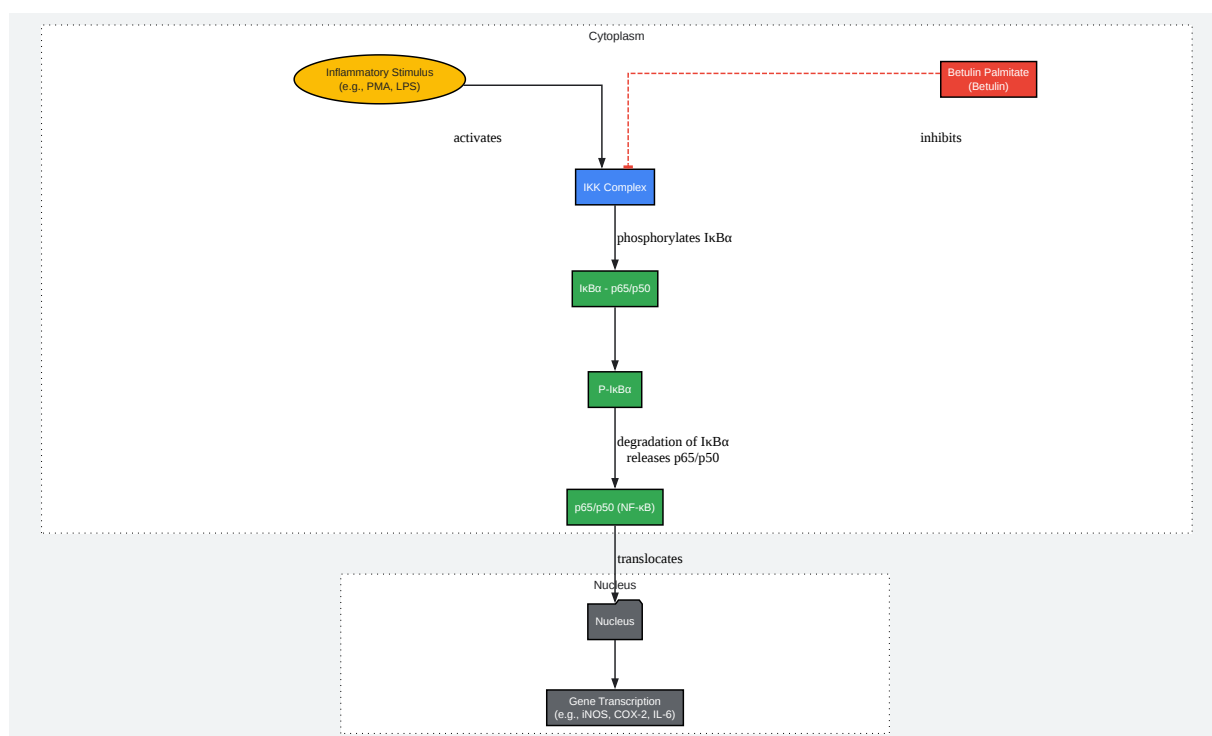 Cytoplasm
Inflammatory Stimulus
(e.g., PMA, LPS)
Betulin Palmitate
(Betulin)
activates
inhibits
IKK Complex
phosphorylates IκBα
IκBα - p65/p50
P-IκBα
degradation of IκBα
releases p65/p50
p65/p50 (NF-κB)
translocates
Nucleus
Nucleus
Gene Transcription
(e.g., iNOS, COX-2, IL-6)